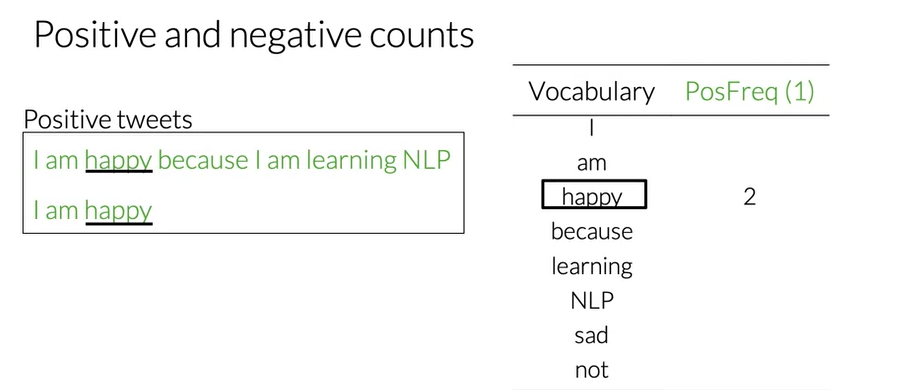 Positive and negative counts
Positive tweets
I am happy because I am learning NLP
I am happy
Vocabulary PosFreq (1)
I
am
happy 2
because
learning
NLP
sad
not